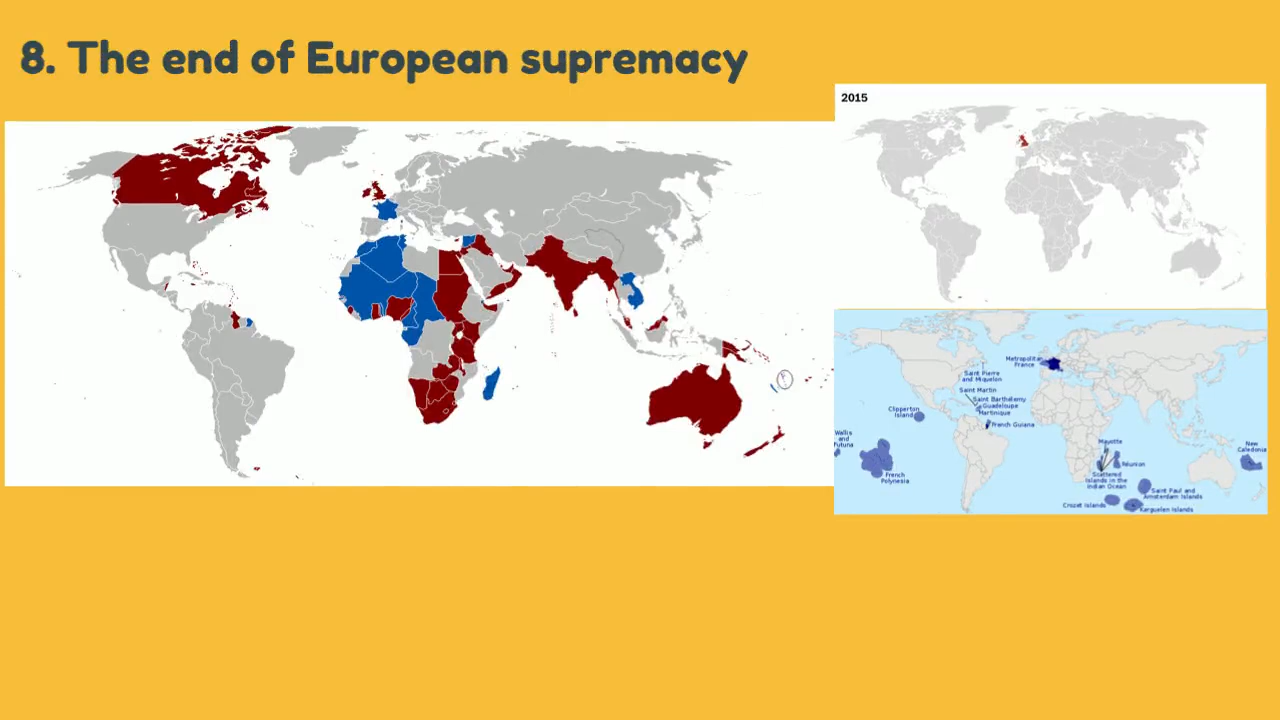 8. The end of European supremacy
2015
Metropolitan
France
Saint Pierre
and Miquelon
Saint Martin
Saint Barthelemy
Guadeloupe
Martinique
Clipperton
Island
French Guiana
Wallis
and
Futuna
French
Polynesia
Mayotte
Réunion
Scattered
Islands in the
Indian Ocean
New
Caledonia
Saint Paul and
Amsterdam Islands
Crozet Islands
Kerguelen Islands